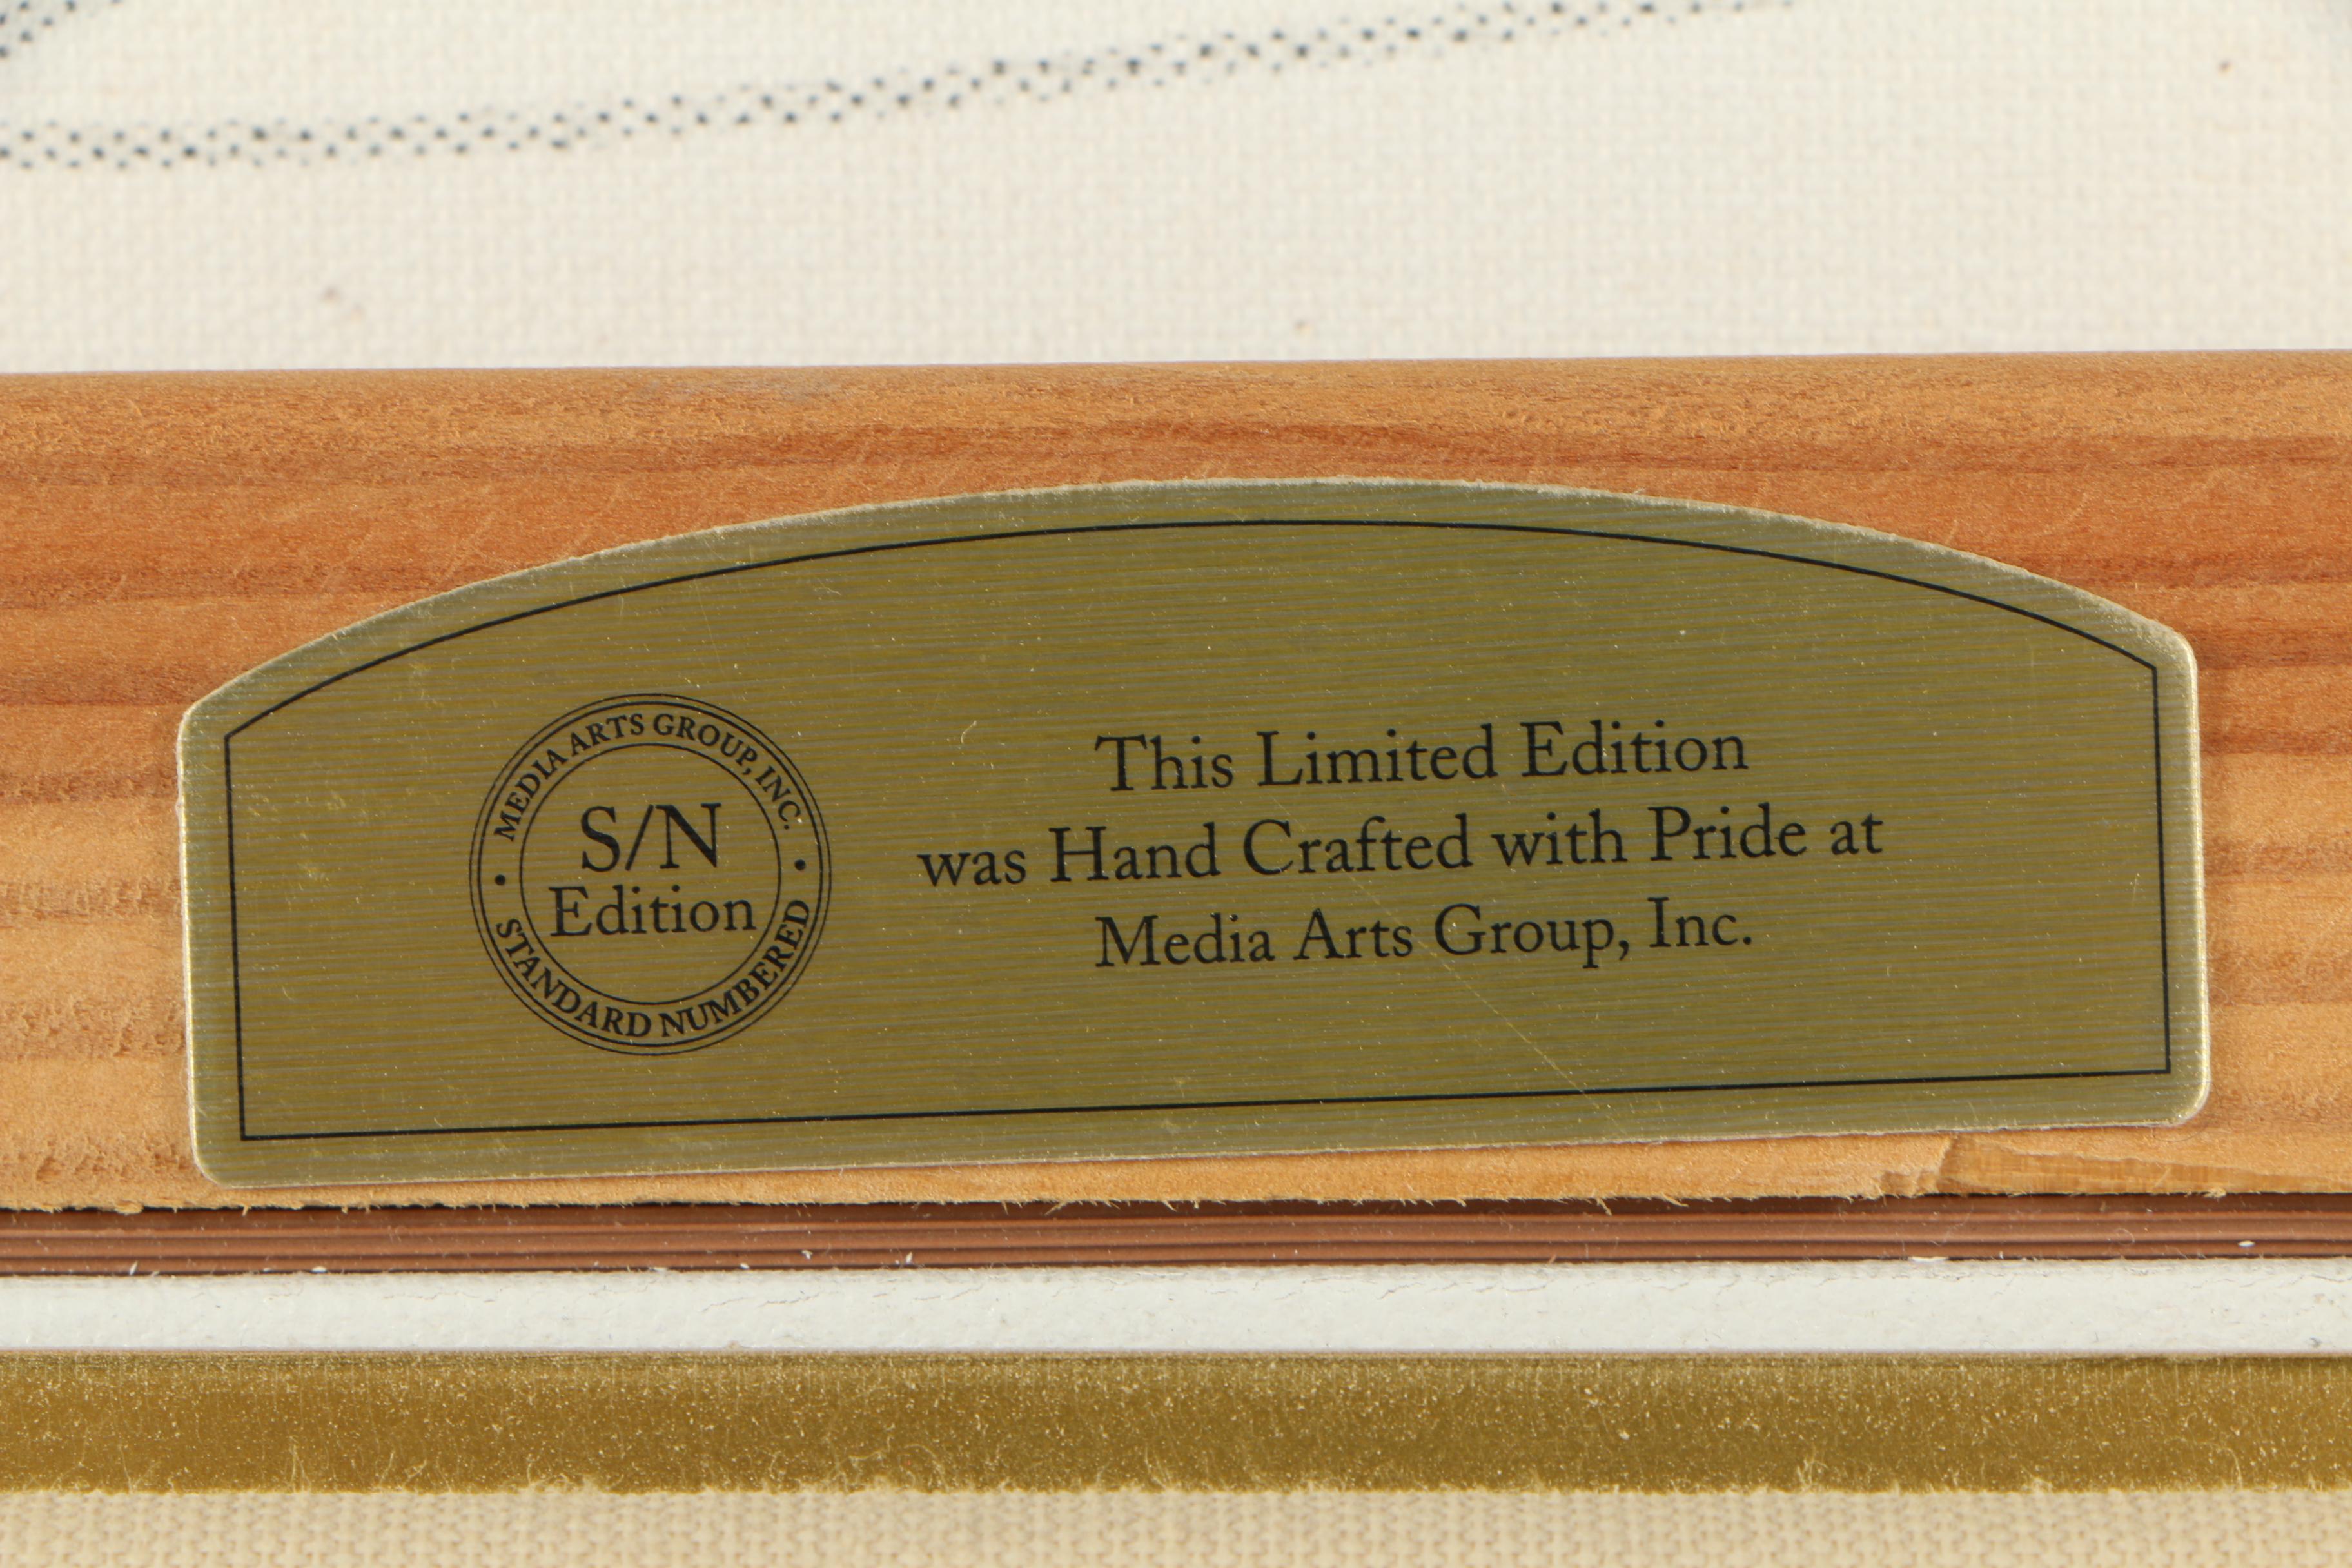 MEDIA ARTS GROUP, INC.
S/N
Edition
STANDARD NUMBERED
This Limited Edition
was Hand Crafted with Pride at
Media Arts Group, Inc.